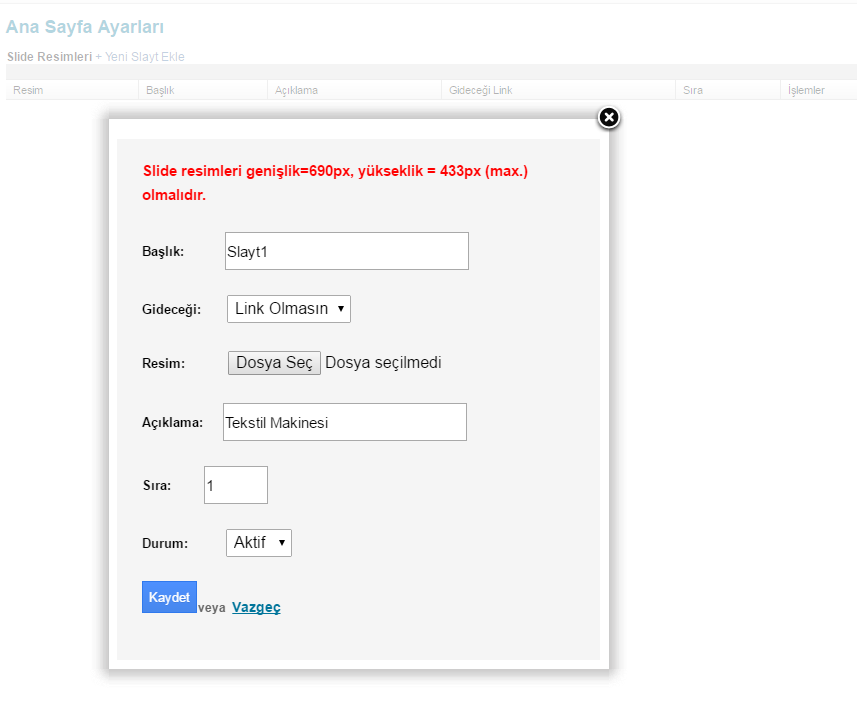 Ana Sayfa Ayarları
Slide Resimleri + Yeni Slayt Ekle
Resim Başlık Açıklama Gideceği Link Sıra İşlemler
Slide resimleri genişlik=690px, yükseklik = 433px (max.)
olmalıdır.
Başlık: Slayt1
Gideceği: Link Olmasın
Resim: Dosya Seç Dosya seçilmedi
Açıklama: Tekstil Makinesi
Sıra: 1
Durum: Aktif
Kaydet veya Vazgeç